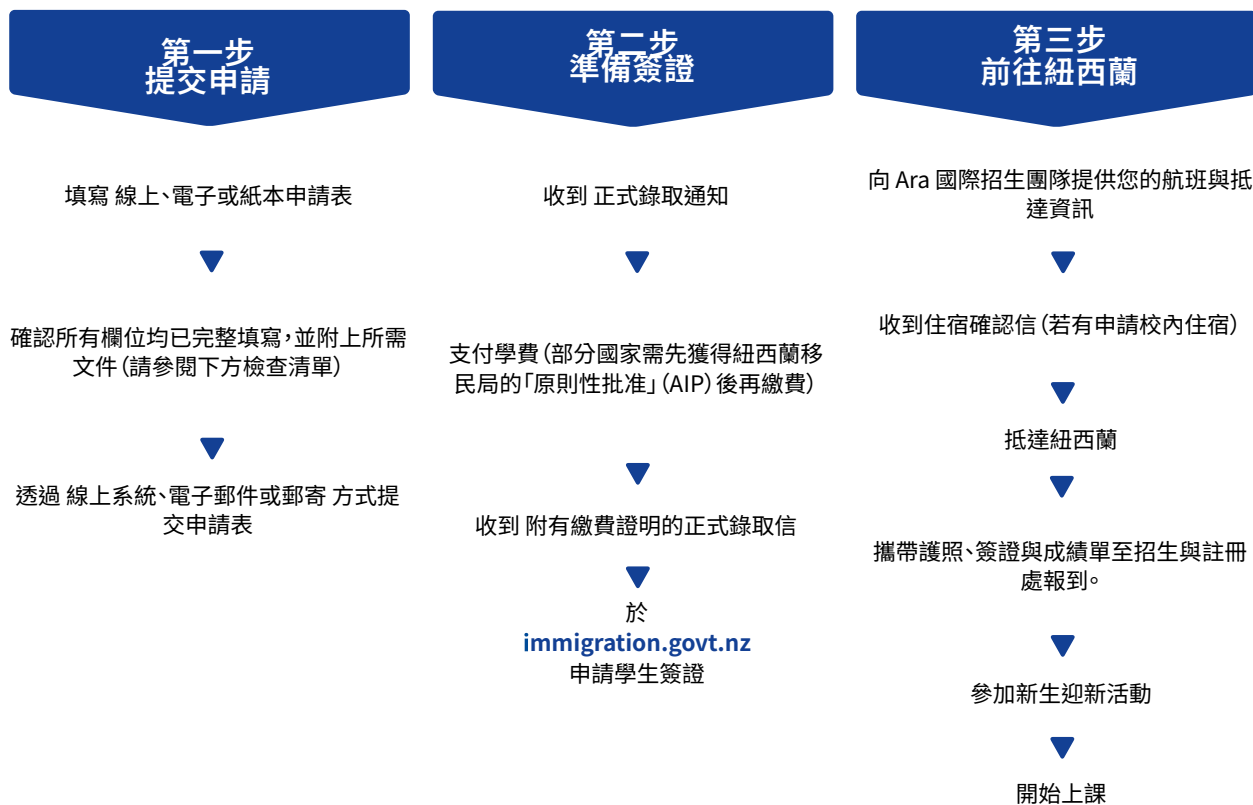 第一步
提交申請
填寫 線上、電子或紙本申請表
確認所有欄位均已完整填寫，並附上所需
文件（請參閱下方檢查清單）
透過 線上系統、電子郵件或郵寄 方式提
交申請表
第二步
準備簽證
收到 正式錄取通知
支付學費（部分國家需先獲得紐西蘭移
民局的「原則性批准」（AIP）後再繳費）
收到 附有繳費證明的正式錄取信
於
immigration.govt.nz
申請學生簽證
第三步
前往紐西蘭
向 Ara 國際招生團隊提供您的航班與抵
達資訊
收到住宿確認信（若有申請校內住宿）
抵達紐西蘭
攜帶護照、簽證與成績單至招生與註冊
處報到。
參加新生迎新活動
開始上課